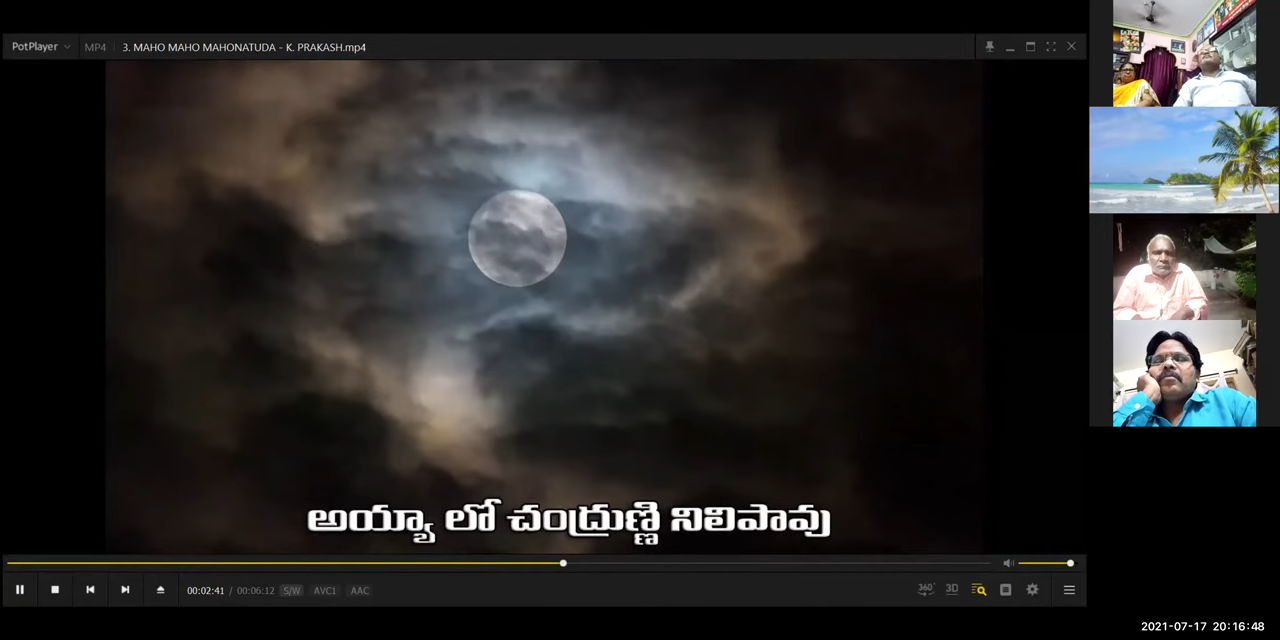 PotPlayer
MP4
3. MAHO MAHO MAHONATUDA - K. PRAKASH.mp4
అయ్యా లో చంద్రుణ్ణి నిలిపావు
00:02:41 / 00:06:12 S/W AVC1 AAC
360° 3D
2021-07-17 20:16:48